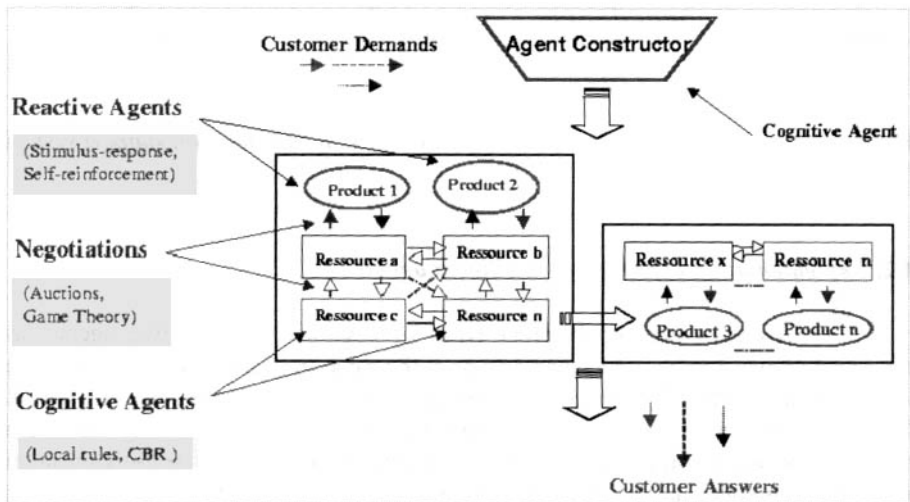 Customer Demands
Agent Constructor
Reactive Agents
(Stimulus-response,
Self-reinforcement)
Cognitive Agent
Product 1
Product 2
Negotiations
(Auctions,
Game Theory)
Ressource a
Ressource b
Ressource c
Ressource n
Ressource x
Ressource n
Product 3
Product n
Cognitive Agents
(Local rules, CBR )
Customer Answers